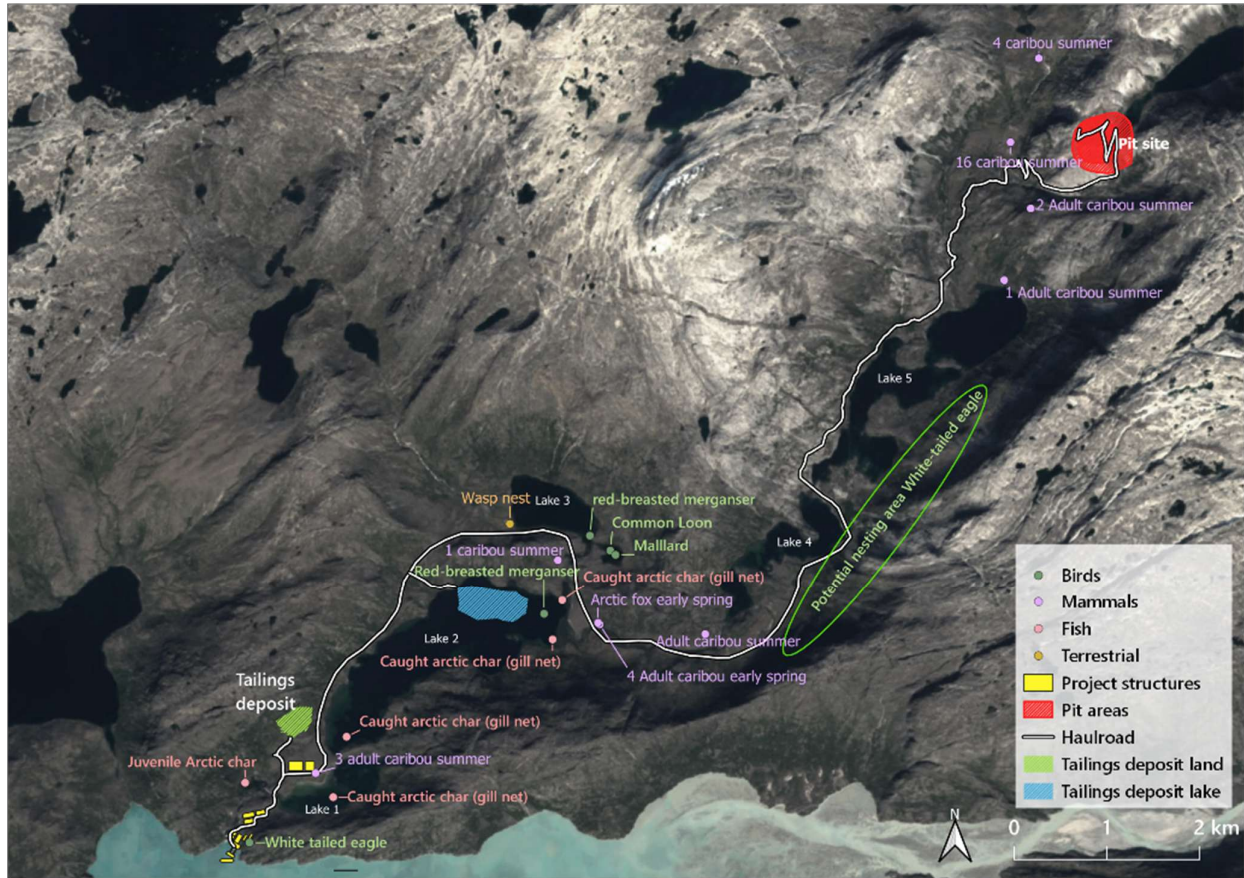 4 caribou summer
Pit site
16 caribou summer
2 Adult caribou summer
1 Adult caribou summer
Lake 5
Potential nesting area White-tailed eagle
Wasp nest
Lake 3
red-breasted merganser
Common Loon
Malllard
Lake 4
1 caribou summer
Red-breasted merganser
Caught arctic char (gill net)
Arctic fox early spring
Lake 2
Adult caribou summer
Caught arctic char (gill net)
4 Adult caribou early spring
Tailings
deposit
Caught arctic char (gill net)
Juvenile Arctic char
3 adult caribou summer
Lake 1
Caught arctic char (gill net)
White tailed eagle
Birds
Mammals
Fish
Terrestrial
Project structures
Pit areas
Haulroad
Tailings deposit land
Tailings deposit lake
N
0 1 2 km